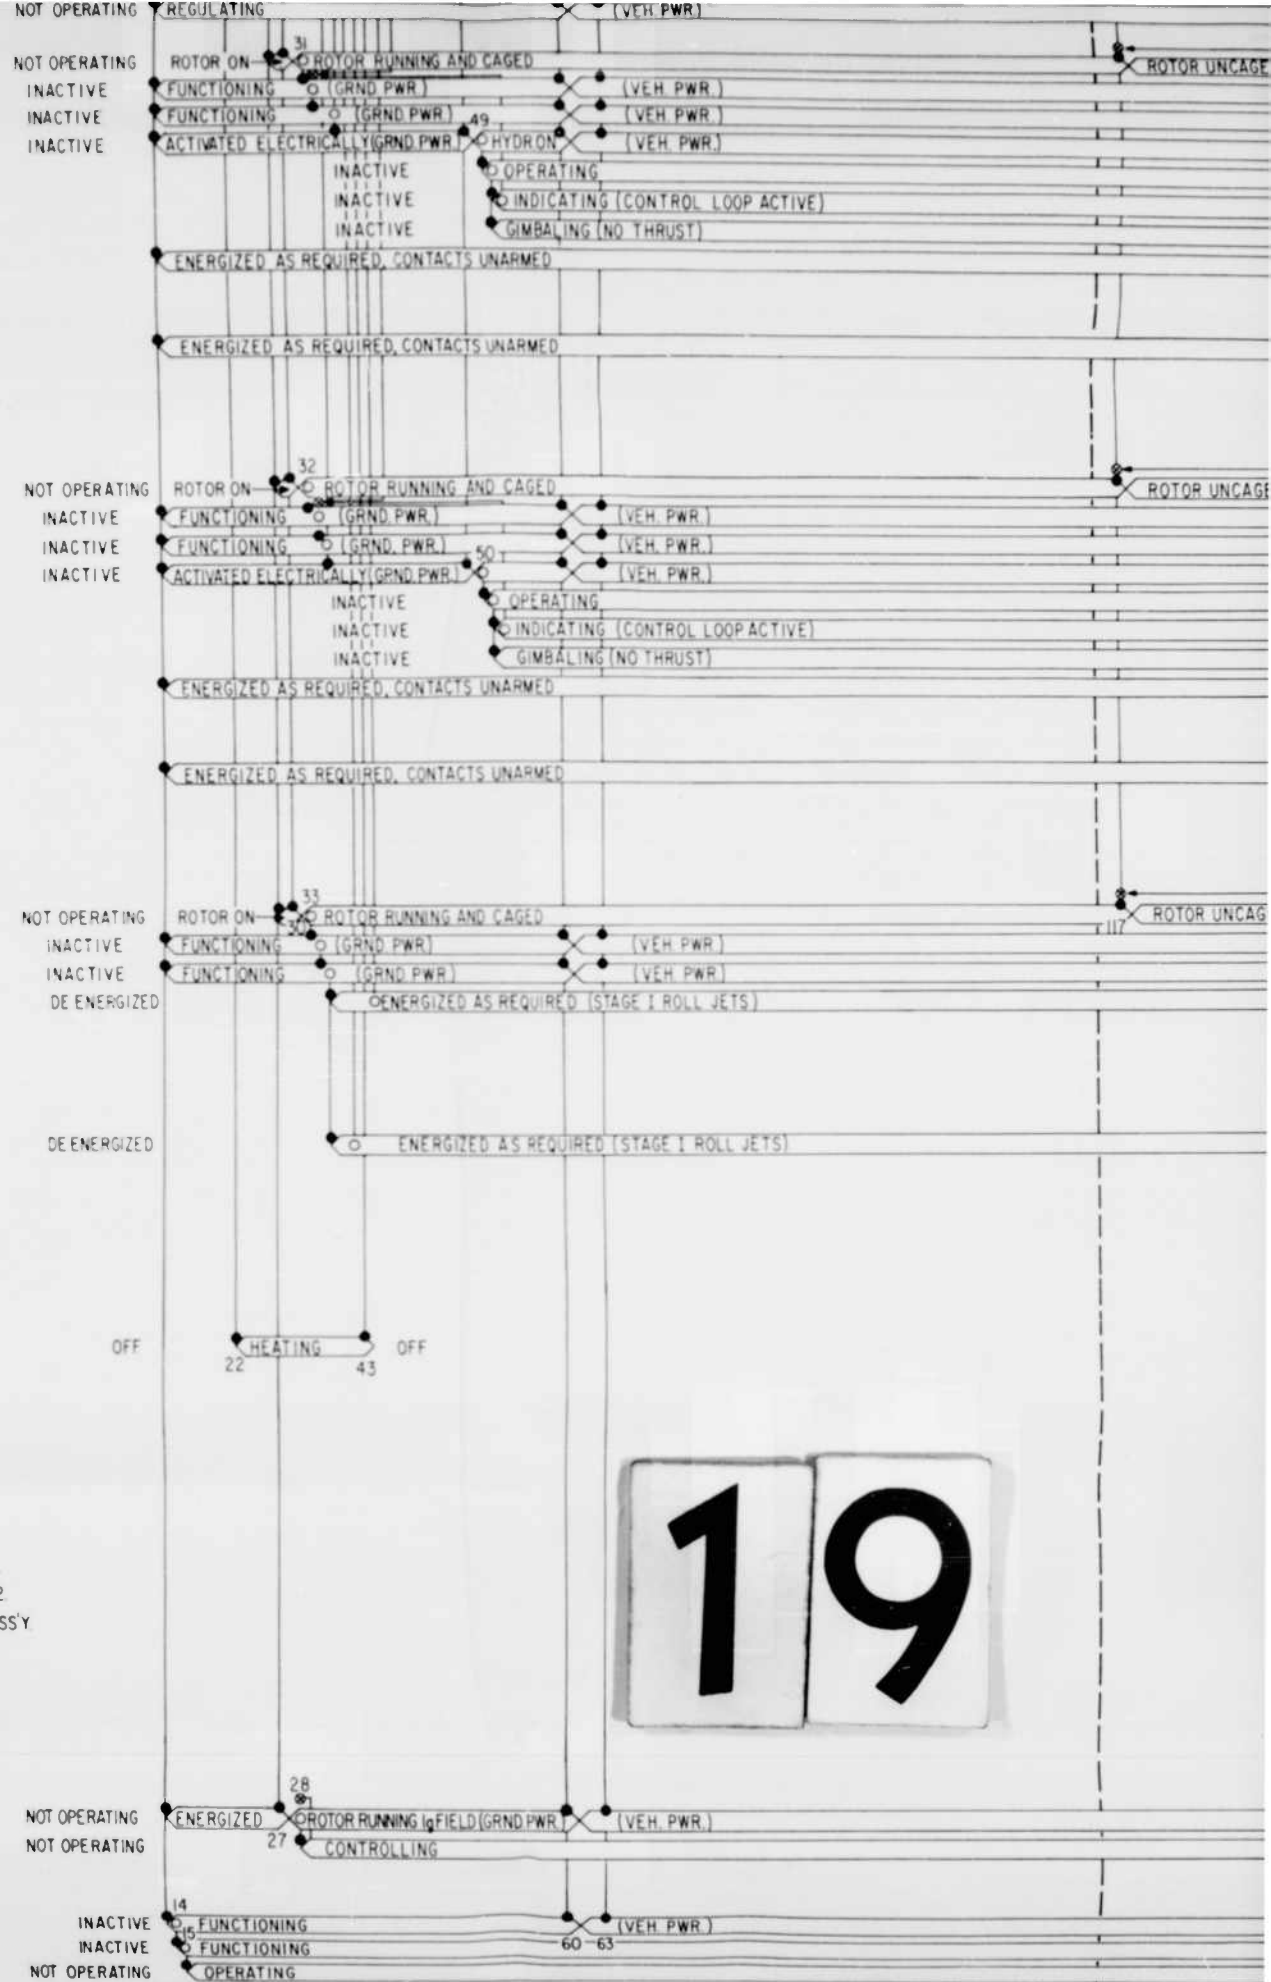 NOT OPERATING REGULATING (VEH. PWR)
31
NOT OPERATING ROTOR ON ROTOR RUNNING AND CAGED ROTOR UNCAGE
INACTIVE FUNCTIONING (GRND. PWR.) (VEH. PWR.)
INACTIVE FUNCTIONING (GRND. PWR.) (VEH. PWR.)
49
INACTIVE ACTIVATED ELECTRICALLY (GRND. PWR.) HYDR ON (VEH. PWR.)
INACTIVE OPERATING
INACTIVE INDICATING (CONTROL LOOP ACTIVE)
INACTIVE GIMBALING (NO THRUST)
ENERGIZED AS REQUIRED, CONTACTS UNARMED
ENERGIZED AS REQUIRED, CONTACTS UNARMED
32
NOT OPERATING ROTOR ON ROTOR RUNNING AND CAGED ROTOR UNCAGE
INACTIVE FUNCTIONING (GRND. PWR.) (VEH. PWR.)
INACTIVE FUNCTIONING (GRND. PWR.) (VEH. PWR.)
50
INACTIVE ACTIVATED ELECTRICALLY (GRND. PWR.) (VEH. PWR.)
INACTIVE OPERATING
INACTIVE INDICATING (CONTROL LOOP ACTIVE)
INACTIVE GIMBALING (NO THRUST)
ENERGIZED AS REQUIRED, CONTACTS UNARMED
ENERGIZED AS REQUIRED, CONTACTS UNARMED
33
NOT OPERATING ROTOR ON ROTOR RUNNING AND CAGED ROTOR UNCAG
30 117
INACTIVE FUNCTIONING (GRND PWR) (VEH PWR)
INACTIVE FUNCTIONING (GRND PWR) (VEH. PWR.)
DE ENERGIZED ENERGIZED AS REQUIRED (STAGE I ROLL JETS)
DE ENERGIZED ENERGIZED AS REQUIRED (STAGE I ROLL JETS)
OFF HEATING OFF
22 43
19
2
SS'Y
28
NOT OPERATING ENERGIZED ROTOR RUNNING 1g FIELD (GRND PWR.) (VEH. PWR.)
27
NOT OPERATING CONTROLLING
14
INACTIVE FUNCTIONING (VEH. PWR.)
15
INACTIVE FUNCTIONING 60 63
NOT OPERATING OPERATING